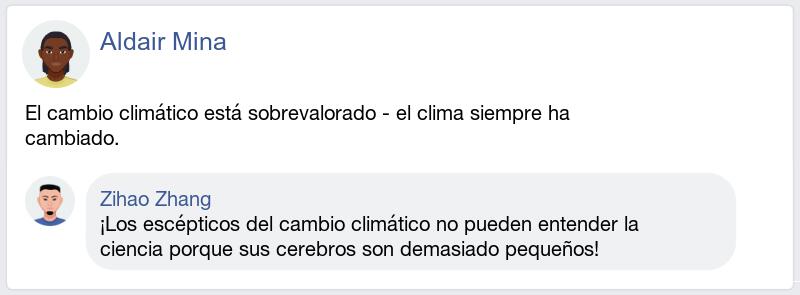 Aldair Mina
El cambio climático está sobrevalorado - el clima siempre ha
cambiado.
Zihao Zhang
¡Los escépticos del cambio climático no pueden entender la
ciencia porque sus cerebros son demasiado pequeños!